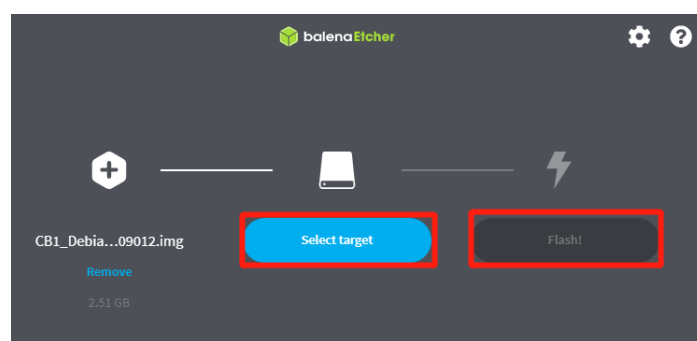 balenaEtcher
CB1_Debia...09012.img
Select target
Flash!
Remove
2.51 GB